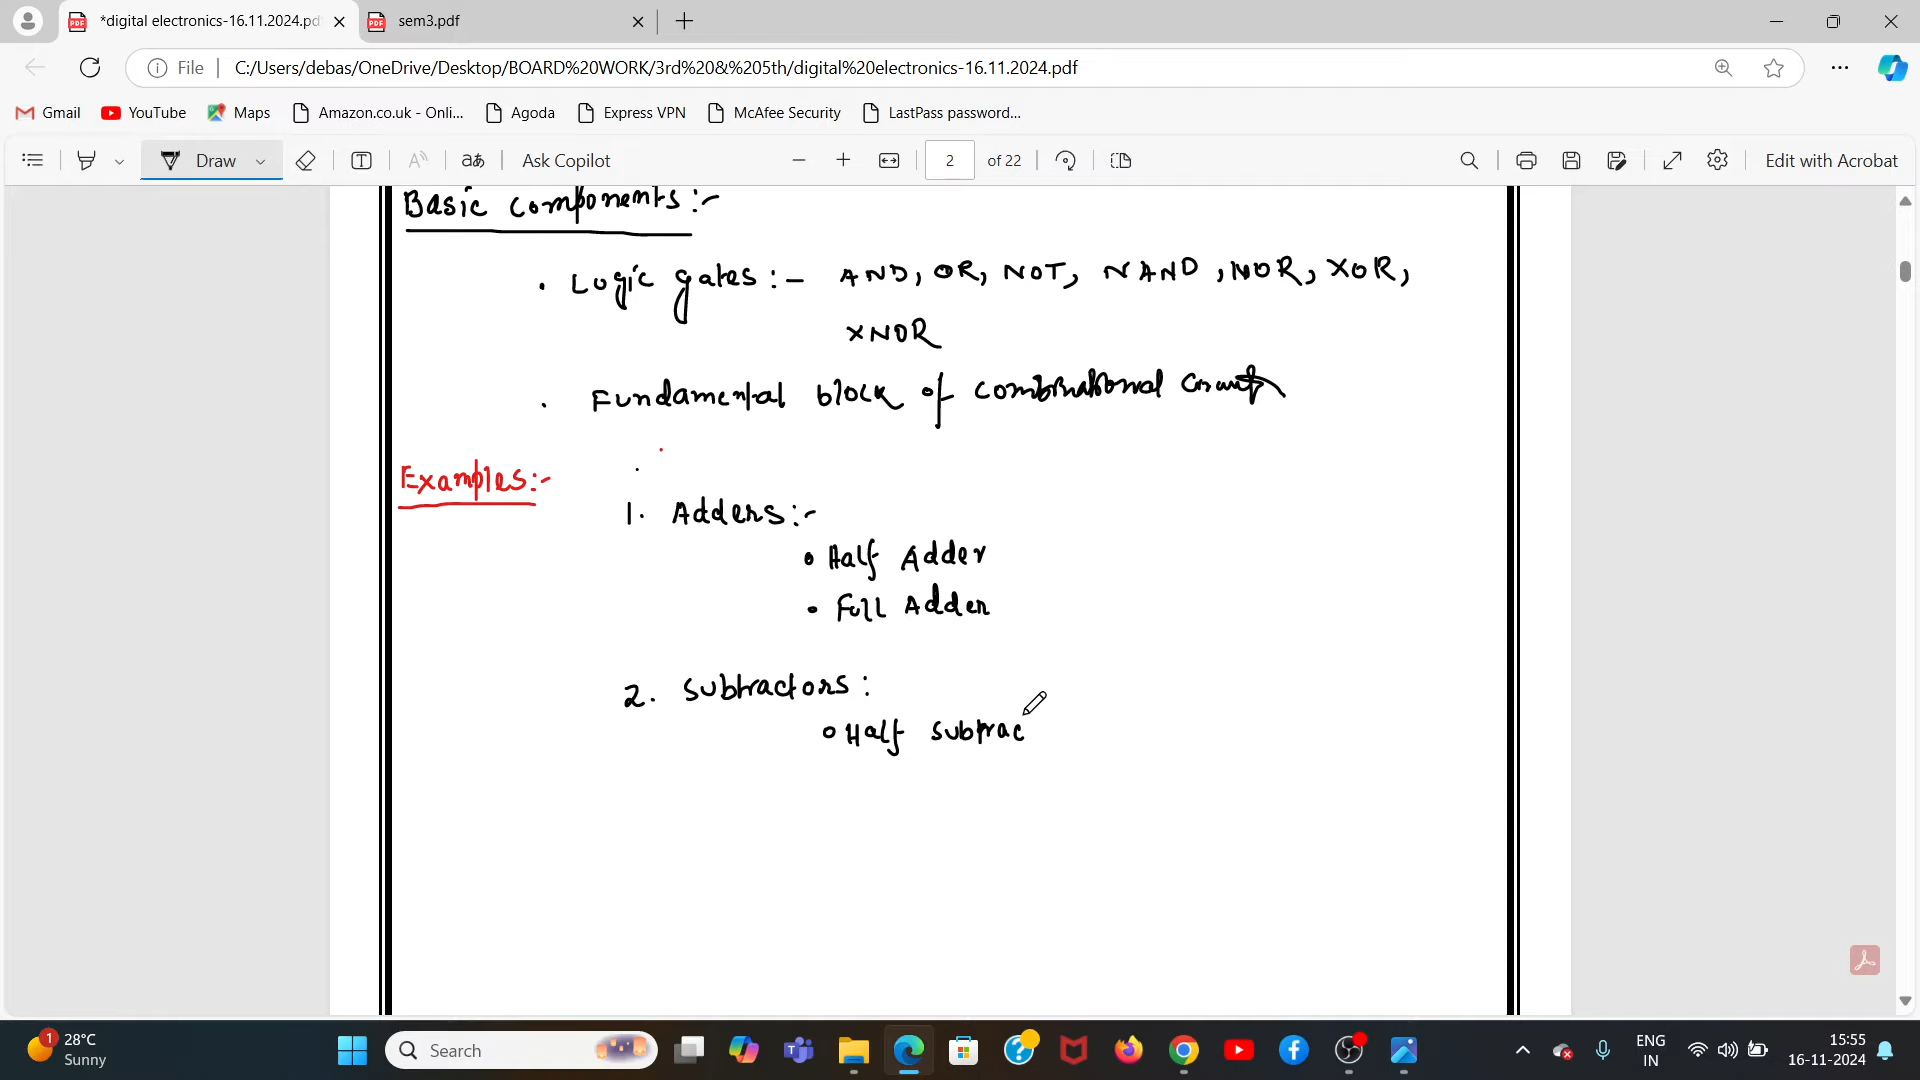 *digital electronics-16.11.2024.pd
sem3.pdf
File
C:/Users/debas/OneDrive/Desktop/BOARD%20WORK/3rd%20&%205th/digital%20electronics-16.11.2024.pdf
Gmail
YouTube
Maps
Amazon.co.uk - Onli...
Agoda
Express VPN
McAfee Security
LastPass password...
Draw
aあ
Ask Copilot
2
of 22
Edit with Acrobat
Basic components :-
. Logic gates :- AND, OR, NOT, NAND, NOR, XOR,
XNOR
. Fundamental block of combinational
Examples:-
1. Adders :-
• Half Adder
• Full Adder
2. Subtractors :
• Half Subtrac
1
28°C
Sunny
Search
ENG
IN
15:55
16-11-2024